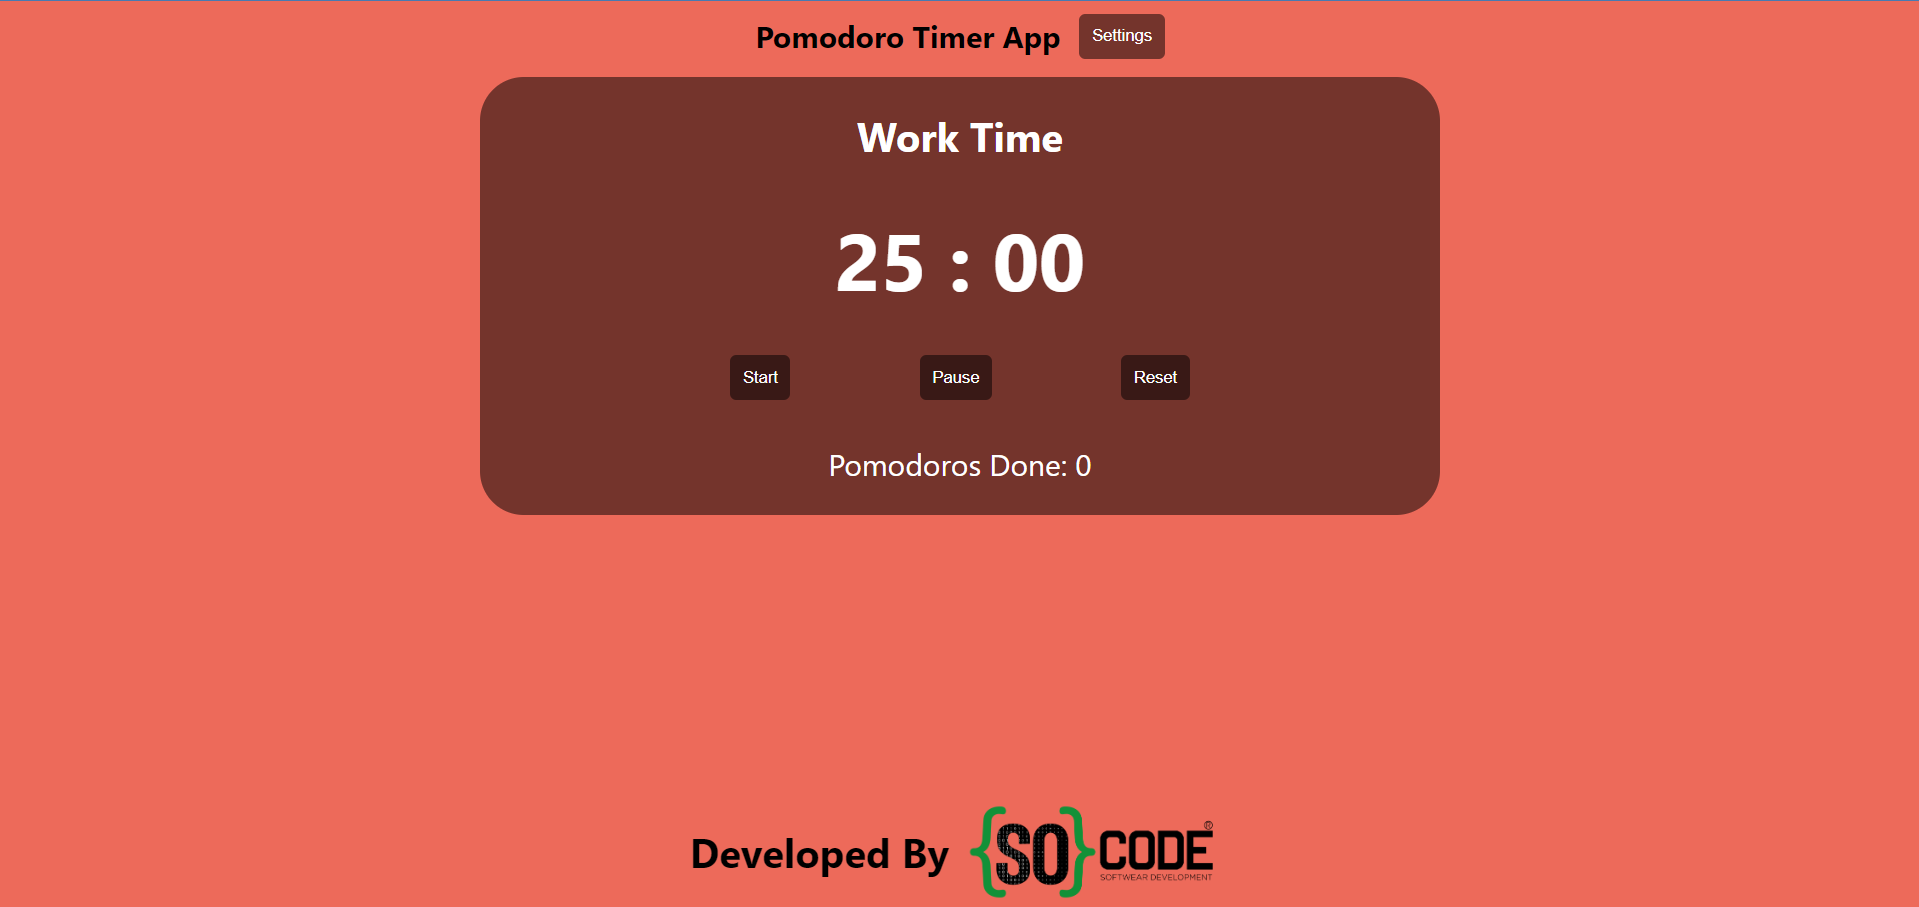 Pomodoro Timer App Settings
Work Time
25 : 00
Start Pause Reset
Pomodoros Done: 0
Developed By {SO}CODE®
SOFTWEAR DEVELOPMENT